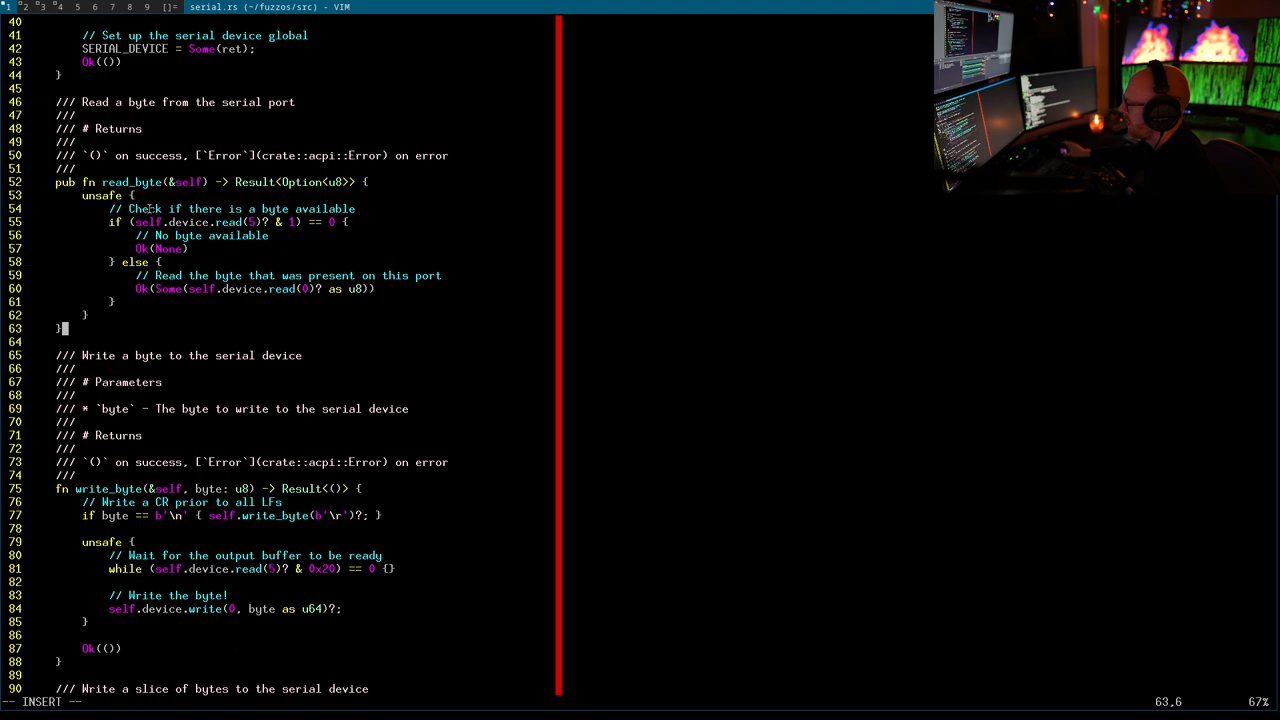 1 2 3 4 5 6 7 8 9 []= serial.rs (~/fuzzos/src) - VIM
40
41 // Set up the serial device global
42 SERIAL_DEVICE = Some(ret);
43 Ok(())
44 }
45
46 /// Read a byte from the serial port
47 ///
48 /// # Returns
49 ///
50 /// `()` on success, [`Error`](crate::acpi::Error) on error
51 ///
52 pub fn read_byte(&self) -> Result<Option<u8>> {
53 unsafe {
54 // Check if there is a byte available
55 if (self.device.read(5)? & 1) == 0 {
56 // No byte available
57 Ok(None)
58 } else {
59 // Read the byte that was present on this port
60 Ok(Some(self.device.read(0)? as u8))
61 }
62 }
63 }
64
65 /// Write a byte to the serial device
66 ///
67 /// # Parameters
68 ///
69 /// * `byte` - The byte to write to the serial device
70 ///
71 /// # Returns
72 ///
73 /// `()` on success, [`Error`](crate::acpi::Error) on error
74 ///
75 fn write_byte(&self, byte: u8) -> Result<()> {
76 // Write a CR prior to all LFs
77 if byte == b'\n' { self.write_byte(b'\r')?; }
78
79 unsafe {
80 // Wait for the output buffer to be ready
81 while (self.device.read(5)? & 0x20) == 0 {}
82
83 // Write the byte!
84 self.device.write(0, byte as u64)?;
85 }
86
87 Ok(())
88 }
89
90 /// Write a slice of bytes to the serial device
-- INSERT -- 63,6 67%